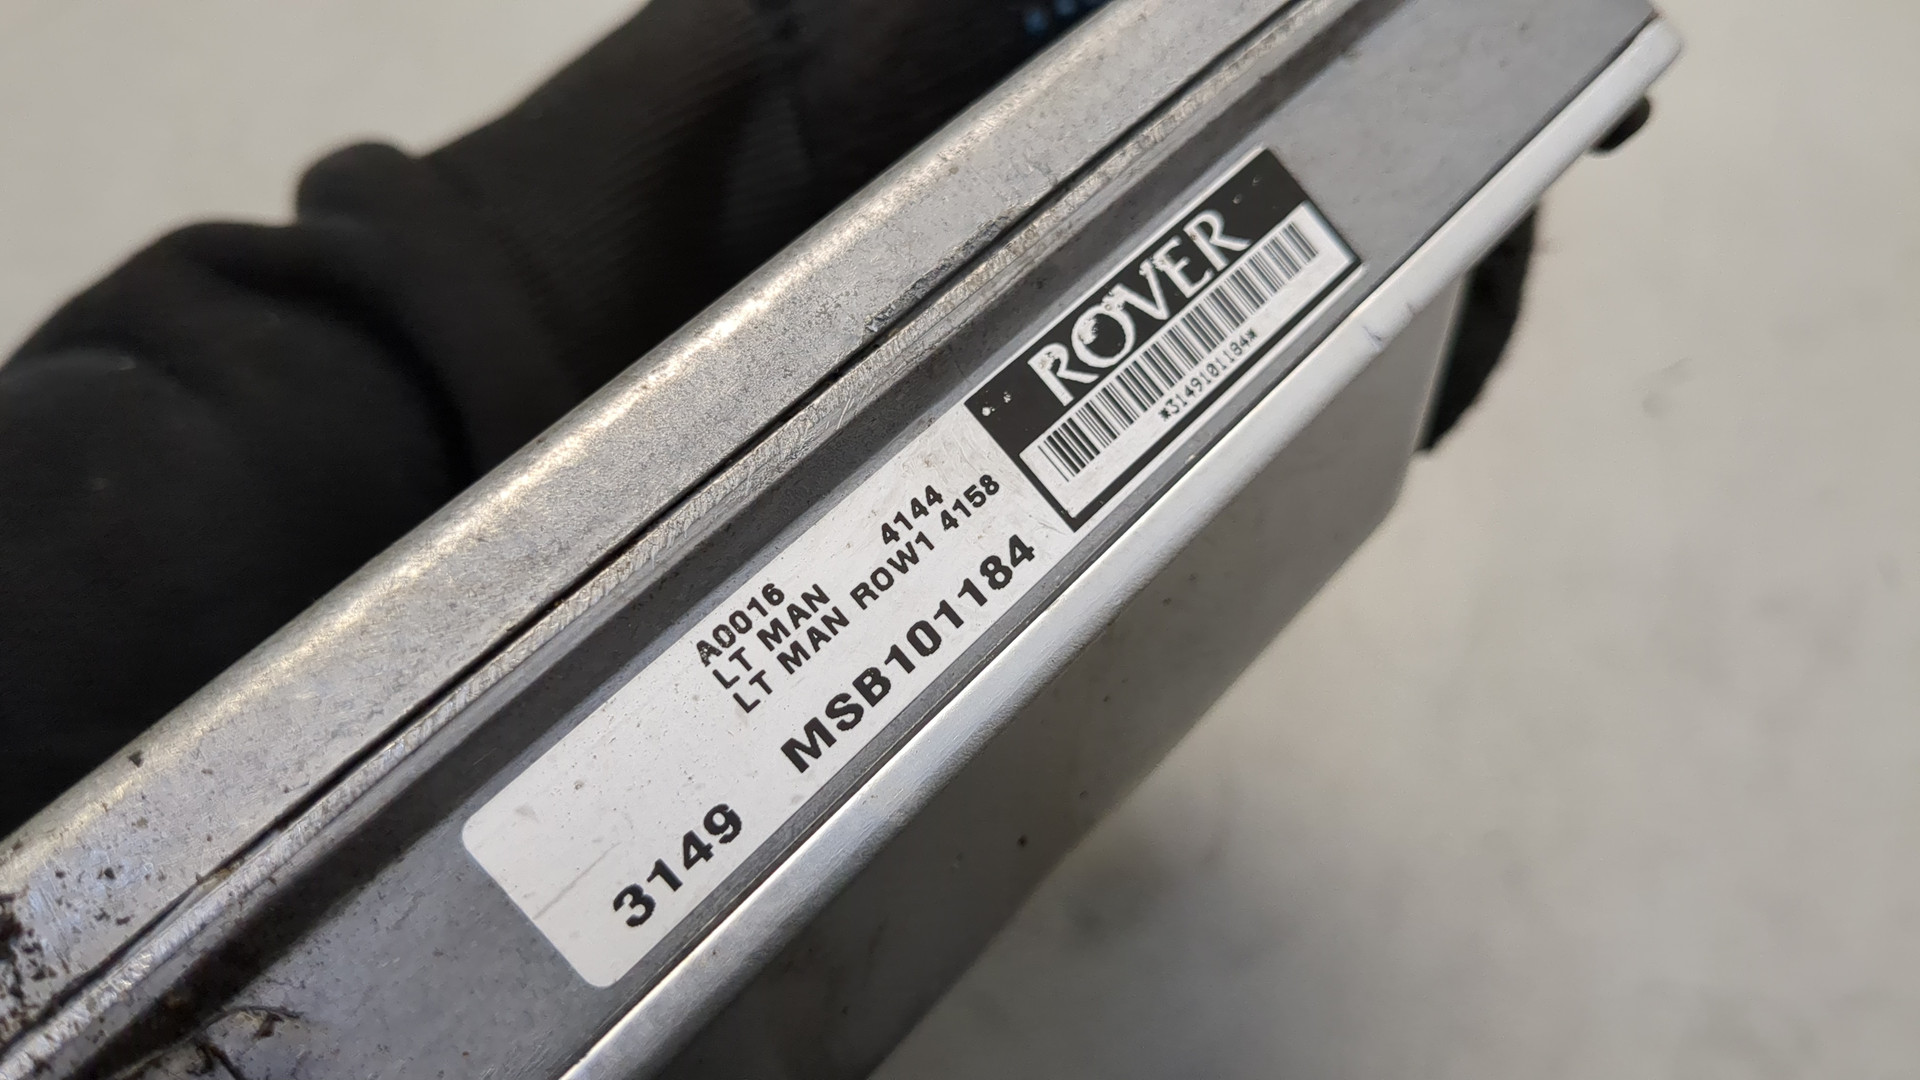 ROVER
*3149101184*
A0016 4144
LT MAN
LT MAN ROW1 4158
3149 MSB101184